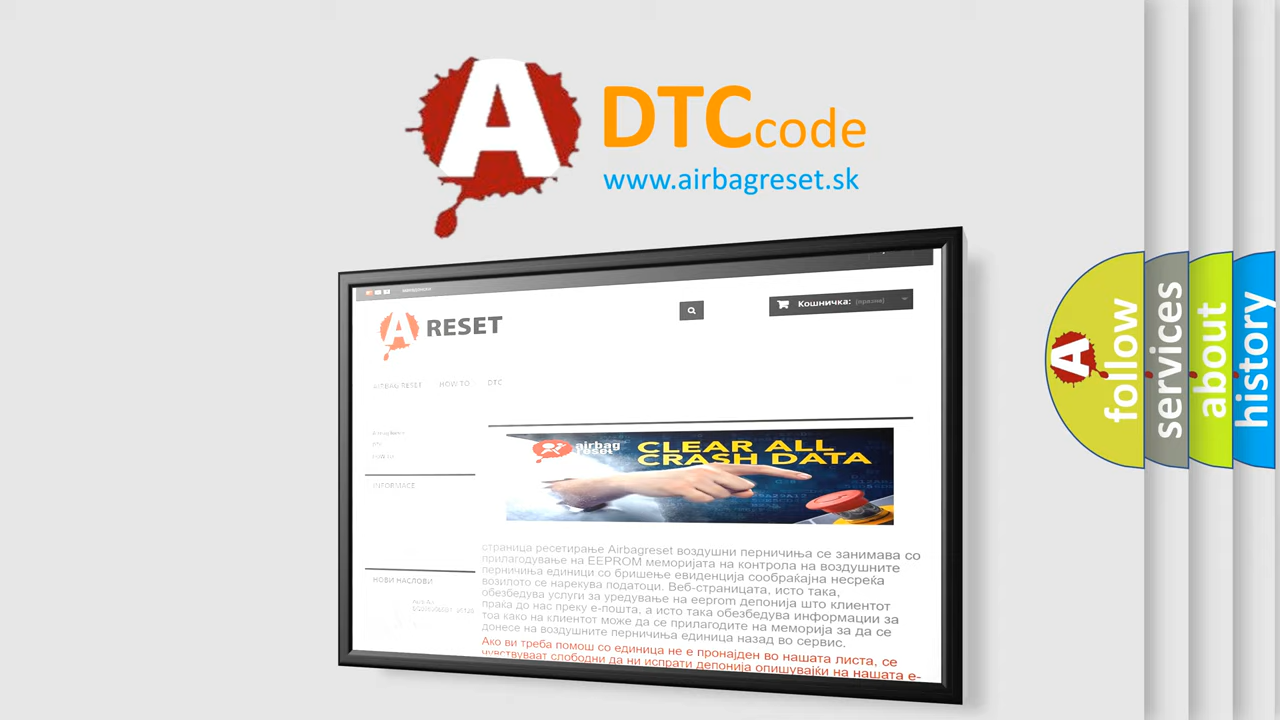 A DTC code
www.airbagreset.sk
A RESET
Кошничка: (празни)
AIRBAG RESET HOW TO DTC
airbag reset
CLEAR ALL
CRASH DATA
INFORMACE
НОВИ НАСЛОВИ
страница ресетирање Airbagreset воздушни перничиња се занимава со
прилагодување на EEPROM меморијата на контрола на воздушните
перничиња единици со бришење евиденција сообраќајна несреќа
возилото се нарекува податоци. Веб-страницата, исто така,
обезбедува услуги за уредување на eeprom депонија што клиентот
праќа до нас преку е-пошта, а исто така обезбедува информации за
тоа како на клиентот може да се прилагодите на меморија за да се
донесе на воздушните перничиња единица назад во сервис.
Ако ви треба помош со единица не е пронајден во нашата листа, се
чувствуваат слободни да ни испрати депонија опишувајќи на нашата е-
A follow
services
about
history